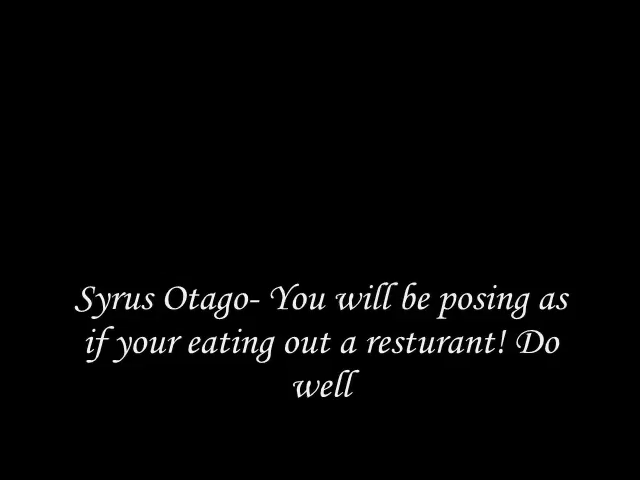 Syrus Otago- You will be posing as
if your eating out a resturant! Do
well